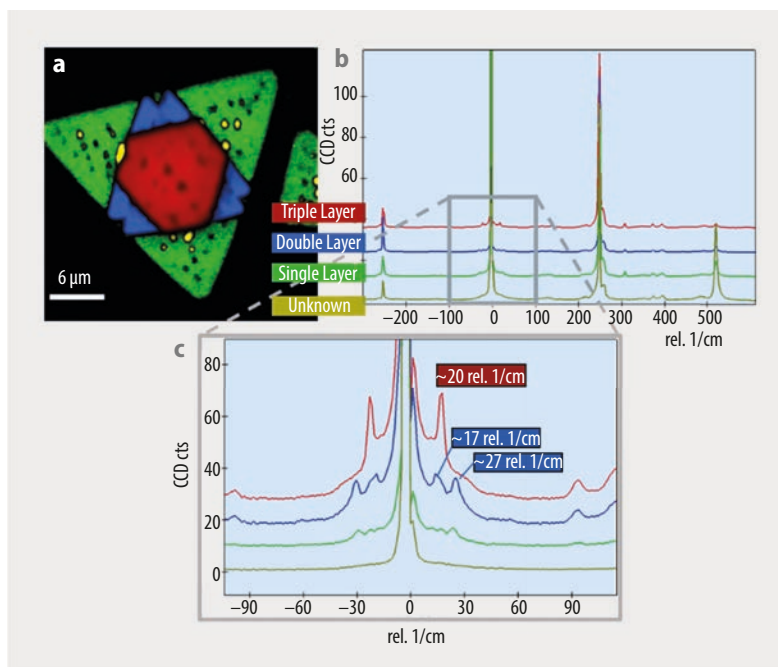 a
6 µm
b
CCD cts
100
80
60
Triple Layer
Double Layer
Single Layer
Unknown
−200 −100 0 100 200 300 400 500
rel. 1/cm
c
CCD cts
80
60
40
20
0
~20 rel. 1/cm
~17 rel. 1/cm
~27 rel. 1/cm
−90 −60 −30 0 30 60 90
rel. 1/cm